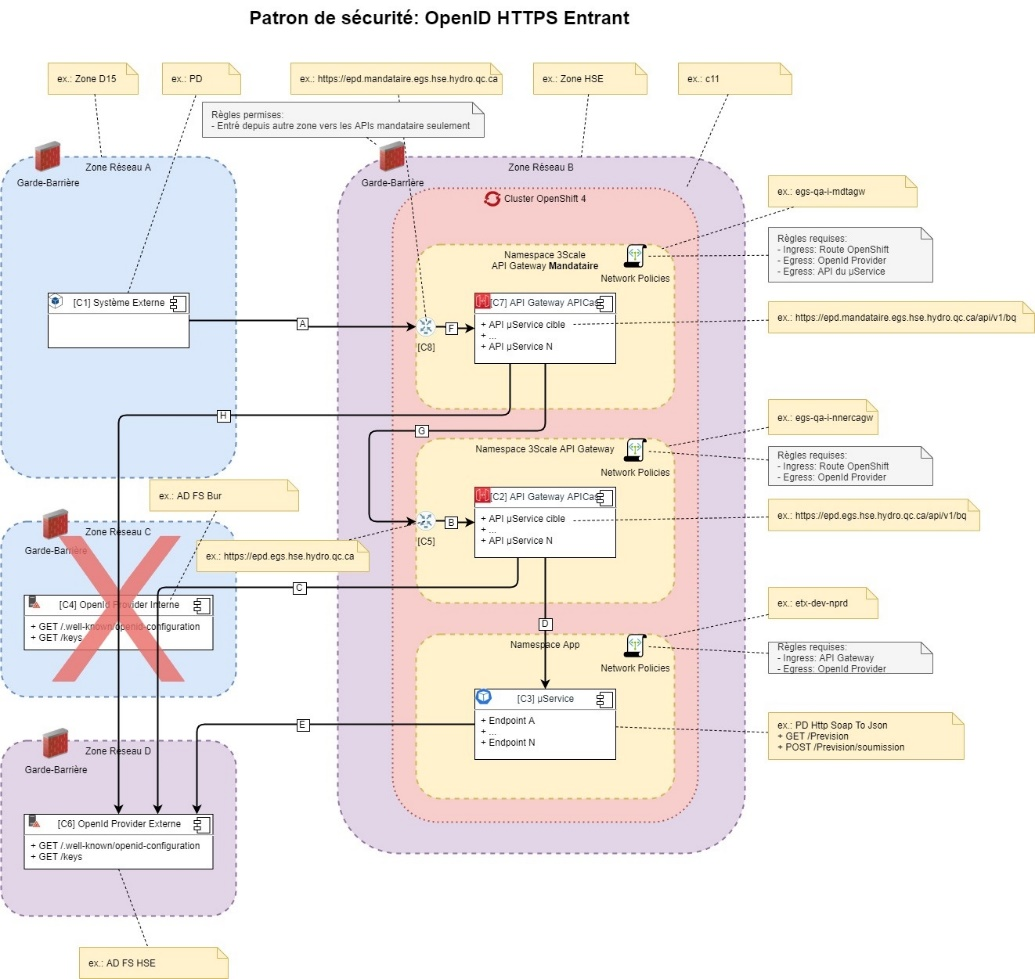 Patron de sécurité: OpenID HTTPS Entrant
ex.: Zone D15
ex.: PD
ex.: https://epd.mandataire.egs.hse.hydro.qc.ca
ex.: Zone HSE
ex.: c11
Règles permises:
- Entré depuis autre zone vers les APIs mandataire seulement
Garde-Barrière
Zone Réseau A
Garde-Barrière
Zone Réseau B
Cluster OpenShift 4
ex.: egs-qa-i-mdtagw
Namespace 3Scale
API Gateway Mandataire
Network Policies
Règles requises:
- Ingress: Route OpenShift
- Egress: OpenId Provider
- Egress: API du µService
[C1] Système Externe
[C7] API Gateway APICas
+ API µService cible
+ ...
+ API µService N
ex.: https://epd.mandataire.egs.hse.hydro.qc.ca/api/v1/bq
A
F
[C8]
H
G
ex.: egs-qa-i-nnercagw
Namespace 3Scale API Gateway
Network Policies
Règles requises:
- Ingress: Route OpenShift
- Egress: OpenId Provider
ex.: AD FS Bur
[C2] API Gateway APICas
+ API µService cible
+ ...
+ API µService N
ex.: https://epd.egs.hse.hydro.qc.ca/api/v1/bq
B
[C5]
Garde-Barrière
Zone Réseau C
ex.: https://epd.egs.hse.hydro.qc.ca
C
[C4] OpenId Provider Interne
+ GET /.well-known/openid-configuration
+ GET /keys
ex.: etx-dev-nprd
D
Namespace App
Network Policies
Règles requises:
- Ingress: API Gateway
- Egress: OpenId Provider
[C3] µService
+ Endpoint A
+ ...
+ Endpoint N
ex.: PD Http Soap To Json
+ GET /Prevision
+ POST /Prevision/soumission
E
Garde-Barrière
Zone Réseau D
[C6] OpenId Provider Externe
+ GET /.well-known/openid-configuration
+ GET /keys
ex.: AD FS HSE